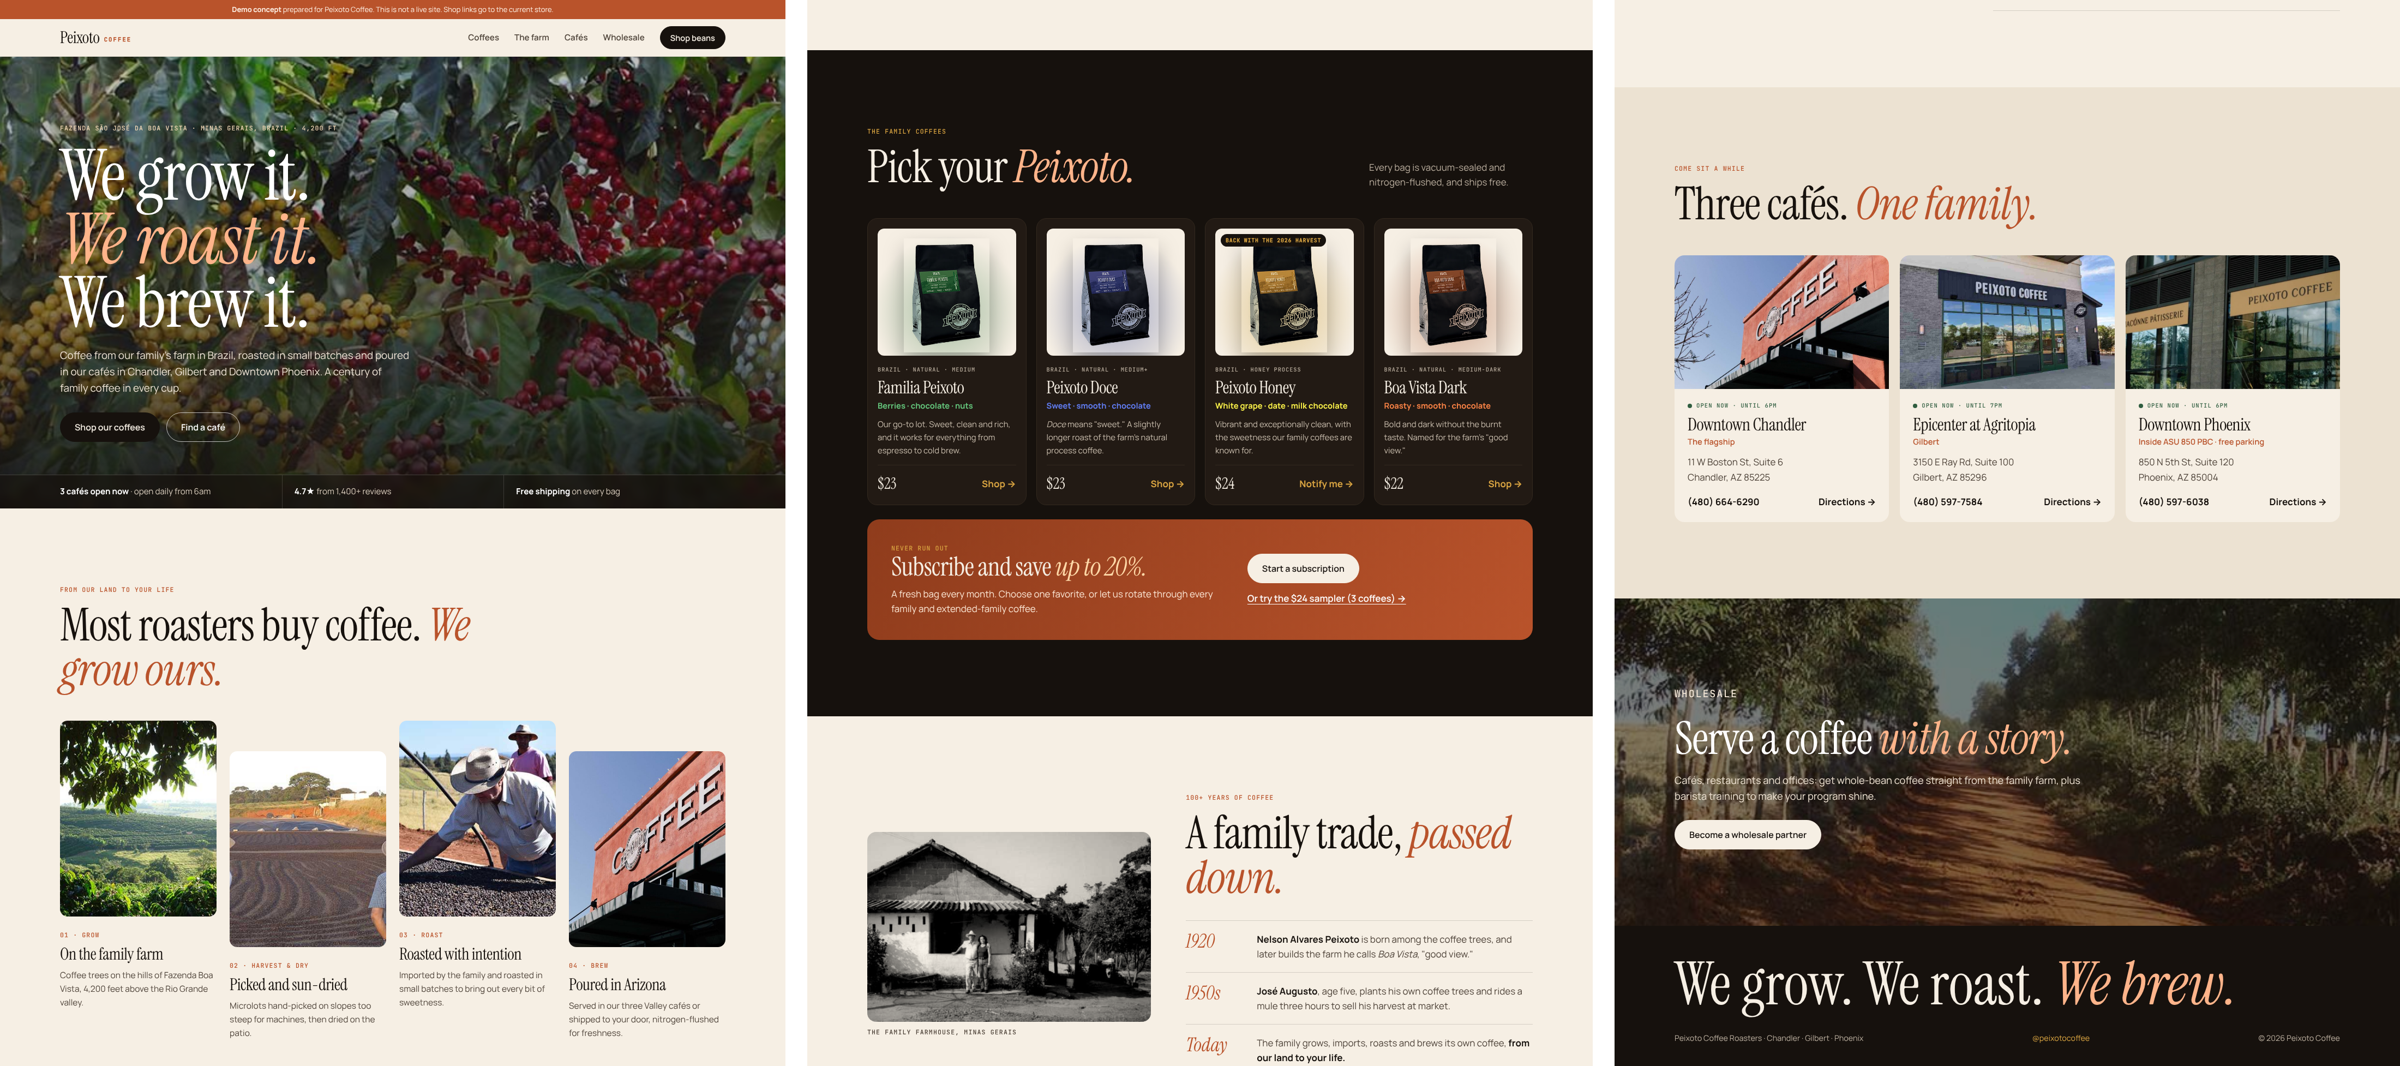 Demo concept prepared for Peixoto Coffee. This is not a live site. Shop links go to the current store.
Peixoto COFFEE
Coffees
The farm
Cafés
Wholesale
Shop beans
FAZENDA SÃO JOSÉ DA BOA VISTA · MINAS GERAIS, BRAZIL · 4,200 FT
We grow it.
We roast it.
We brew it.
Coffee from our family's farm in Brazil, roasted in small batches and poured
in our cafés in Chandler, Gilbert and Downtown Phoenix. A century of
family coffee in every cup.
Shop our coffees
Find a café
3 cafés open now · open daily from 6am
4.7★ from 1,400+ reviews
Free shipping on every bag
FROM OUR LAND TO YOUR LIFE
Most roasters buy coffee. We
grow ours.
COFFEE
01 · GROW
On the family farm
Coffee trees on the hills of Fazenda Boa
Vista, 4,200 feet above the Rio Grande
valley.
02 · HARVEST & DRY
Picked and sun-dried
Microlots hand-picked on slopes too
steep for machines, then dried on the
patio.
03 · ROAST
Roasted with intention
Imported by the family and roasted in
small batches to bring out every bit of
sweetness.
04 · BREW
Poured in Arizona
Served in our three Valley cafés or
shipped to your door, nitrogen-flushed
for freshness.
THE FAMILY COFFEES
Pick your Peixoto.
Every bag is vacuum-sealed and
nitrogen-flushed, and ships free.
BRAZIL · NATURAL · MEDIUM
Familia Peixoto
Berries · chocolate · nuts
Our go-to lot. Sweet, clean and rich,
and it works for everything from
espresso to cold brew.
$23
Shop →
BRAZIL · NATURAL · MEDIUM+
Peixoto Doce
Sweet · smooth · chocolate
Doce means "sweet." A slightly
longer roast of the farm's natural
process coffee.
$23
Shop →
BACK WITH THE 2026 HARVEST
BRAZIL · HONEY PROCESS
Peixoto Honey
White grape · date · milk chocolate
Vibrant and exceptionally clean, with
the sweetness our family coffees are
known for.
$24
Notify me →
BRAZIL · NATURAL · MEDIUM-DARK
Boa Vista Dark
Roasty · smooth · chocolate
Bold and dark without the burnt
taste. Named for the farm's "good
view."
$22
Shop →
NEVER RUN OUT
Subscribe and save up to 20%.
A fresh bag every month. Choose one favorite, or let us rotate through every
family and extended-family coffee.
Start a subscription
Or try the $24 sampler (3 coffees) →
THE FAMILY FARMHOUSE, MINAS GERAIS
100+ YEARS OF COFFEE
A family trade, passed
down.
1920
Nelson Alvares Peixoto is born among the coffee trees, and
later builds the farm he calls Boa Vista, "good view."
1950s
José Augusto, age five, plants his own coffee trees and rides a
mule three hours to sell his harvest at market.
Today
The family grows, imports, roasts and brews its own coffee, from
our land to your life.
COME SIT A WHILE
Three cafés. One family.
COFFEE
OPEN NOW · UNTIL 6PM
Downtown Chandler
The flagship
11 W Boston St, Suite 6
Chandler, AZ 85225
(480) 664-6290
Directions →
PEIXOTO COFFEE
OPEN NOW · UNTIL 7PM
Epicenter at Agritopia
Gilbert
3150 E Ray Rd, Suite 100
Gilbert, AZ 85296
(480) 597-7584
Directions →
PEIXOTO COFFEE
PÂTISSERIE
OPEN NOW · UNTIL 6PM
Downtown Phoenix
Inside ASU 850 PBC · free parking
850 N 5th St, Suite 120
Phoenix, AZ 85004
(480) 597-6038
Directions →
WHOLESALE
Serve a coffee with a story.
Cafés, restaurants and offices: get whole-bean coffee straight from the family farm, plus
barista training to make your program shine.
Become a wholesale partner
We grow. We roast. We brew.
Peixoto Coffee Roasters · Chandler · Gilbert · Phoenix
@peixotocoffee
© 2026 Peixoto Coffee